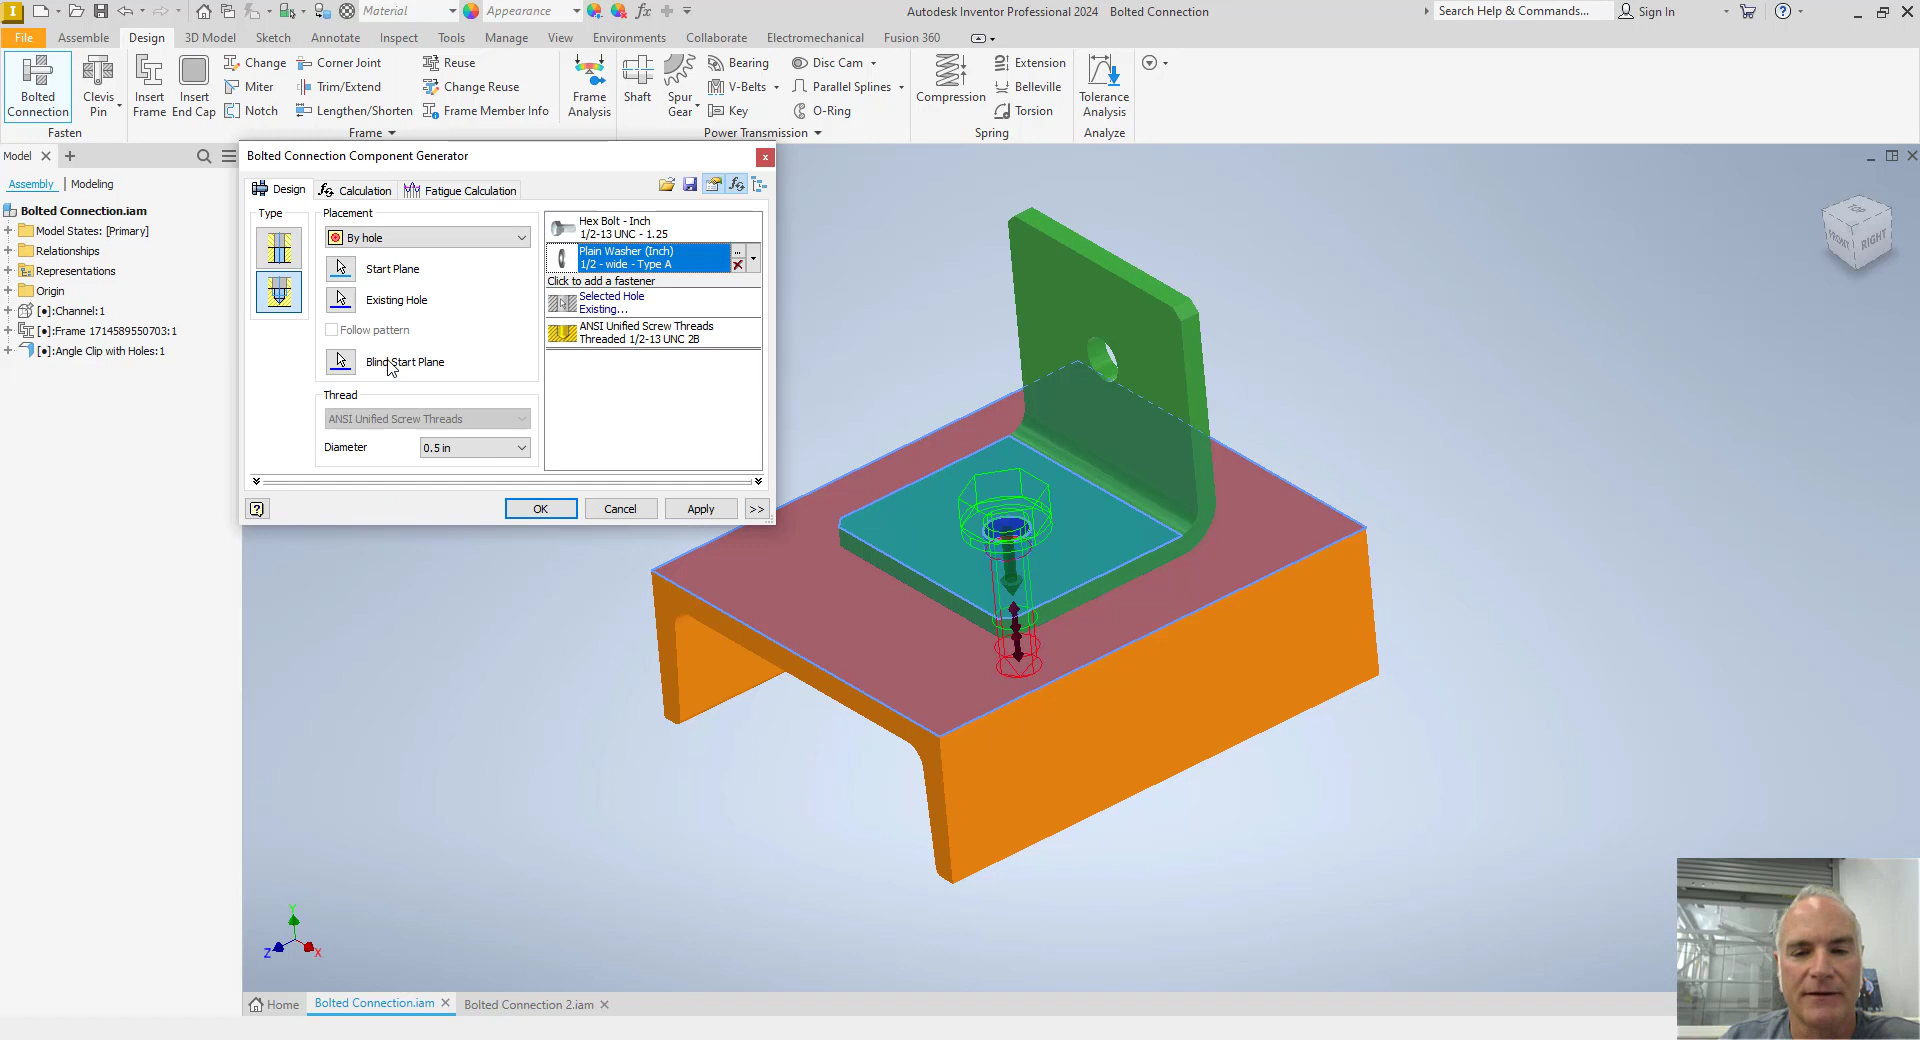 Material
Appearance
fx
Autodesk Inventor Professional 2024 Bolted Connection
Search Help & Commands...
Sign In
File
Assemble
Design
3D Model
Sketch
Annotate
Inspect
Tools
Manage
View
Environments
Collaborate
Electromechanical
Fusion 360
Bolted
Connection
Clevis
Pin
Fasten
Insert
Frame
Insert
End Cap
Change
Miter
Notch
Corner Joint
Trim/Extend
Lengthen/Shorten
Reuse
Change Reuse
Frame Member Info
Frame
Frame
Analysis
Shaft
Spur
Gear
Bearing
V-Belts
Key
Disc Cam
Parallel Splines
O-Ring
Power Transmission
Compression
Extension
Belleville
Torsion
Spring
Tolerance
Analysis
Analyze
Model
Assembly
Modeling
Bolted Connection.iam
Model States: [Primary]
Relationships
Representations
Origin
[●]:Channel:1
[●]:Frame 1714589550703:1
[●]:Angle Clip with Holes:1
Bolted Connection Component Generator
Design
Calculation
Fatigue Calculation
Type
Placement
By hole
Start Plane
Existing Hole
Follow pattern
Blind Start Plane
Thread
ANSI Unified Screw Threads
Diameter
0.5 in
Hex Bolt - Inch
1/2-13 UNC - 1.25
Plain Washer (Inch)
1/2 - wide - Type A
Click to add a fastener
Selected Hole
Existing...
ANSI Unified Screw Threads
Threaded 1/2-13 UNC 2B
OK
Cancel
Apply
>>
TOP
FRONT
RIGHT
Y
Z
X
Home
Bolted Connection.iam
Bolted Connection 2.iam